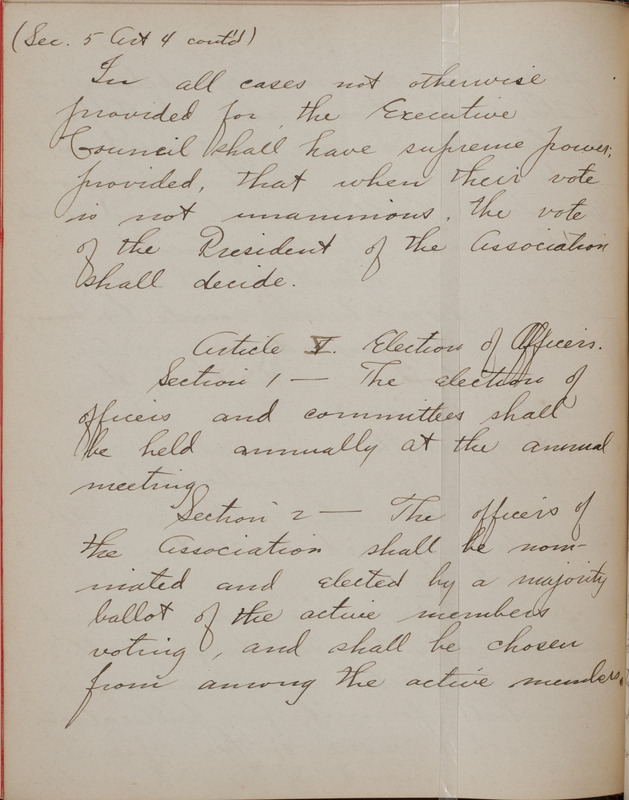 (Sec. 5 Art 4 cont'd)
In all cases not otherwise
provided for, the Executive
Council shall have supreme power;
provided, that when their vote
is not unanimous, the vote
of the President of the Association
shall decide.
Article V. Election of Officers.
Section 1 — The election of
officers and committees shall
be held annually at the annual
meeting.
Section 2 — The officers of
the Association shall be nom-
inated and elected by a majority
ballot of the active members
voting, and shall be chosen
from among the active members.